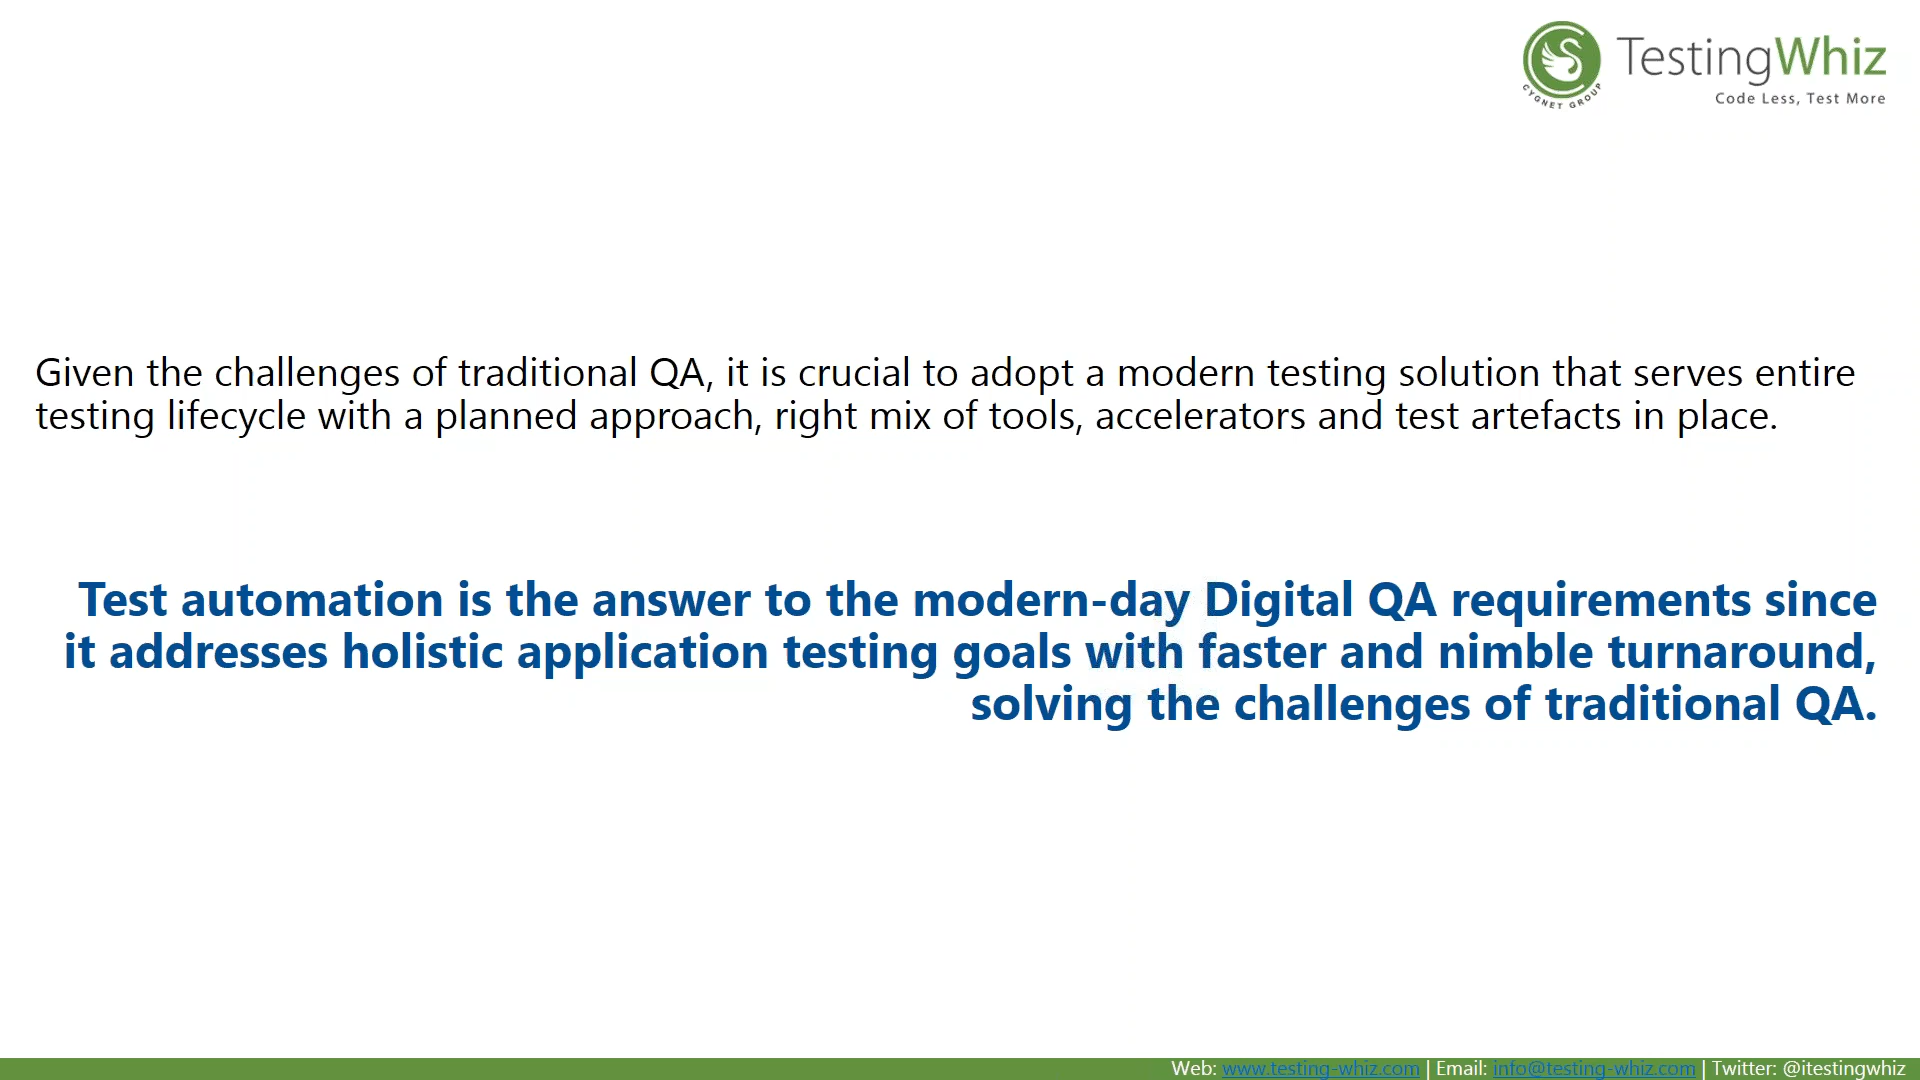 CYGNET GROUP
TestingWhiz
Code Less, Test More
Given the challenges of traditional QA, it is crucial to adopt a modern testing solution that serves entire
testing lifecycle with a planned approach, right mix of tools, accelerators and test artefacts in place.
Test automation is the answer to the modern-day Digital QA requirements since
it addresses holistic application testing goals with faster and nimble turnaround,
solving the challenges of traditional QA.
Web: www.testing-whiz.com | Email: info@testing-whiz.com | Twitter: @itestingwhiz